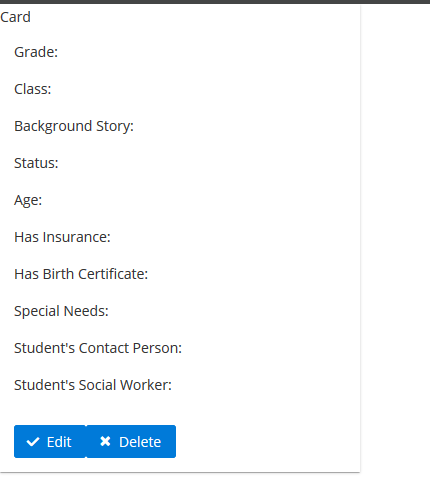 Card
Grade:
Class:
Background Story:
Status:
Age:
Has Insurance:
Has Birth Certificate:
Special Needs:
Student's Contact Person:
Student's Social Worker:
Edit Delete